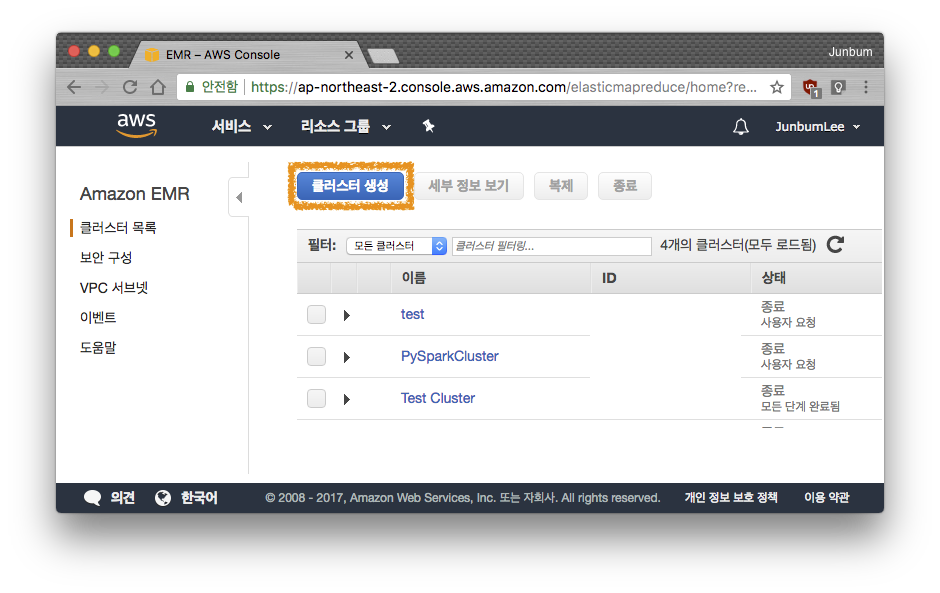 EMR – AWS Console
Junbum
안전함 https://ap-northeast-2.console.aws.amazon.com/elasticmapreduce/home?re...
1
aws 서비스 리소스 그룹 JunbumLee
Amazon EMR
클러스터 목록
보안 구성
VPC 서브넷
이벤트
도움말
클러스터 생성 세부 정보 보기 복제 종료
필터: 모든 클러스터 클러스터 필터링... 4개의 클러스터(모두 로드됨)
이름 ID 상태
test 종료
사용자 요청
PySparkCluster 종료
사용자 요청
Test Cluster 종료
모든 단계 완료됨
의견 한국어 © 2008 - 2017, Amazon Web Services, Inc. 또는 자회사. All rights reserved. 개인 정보 보호 정책 이용 약관